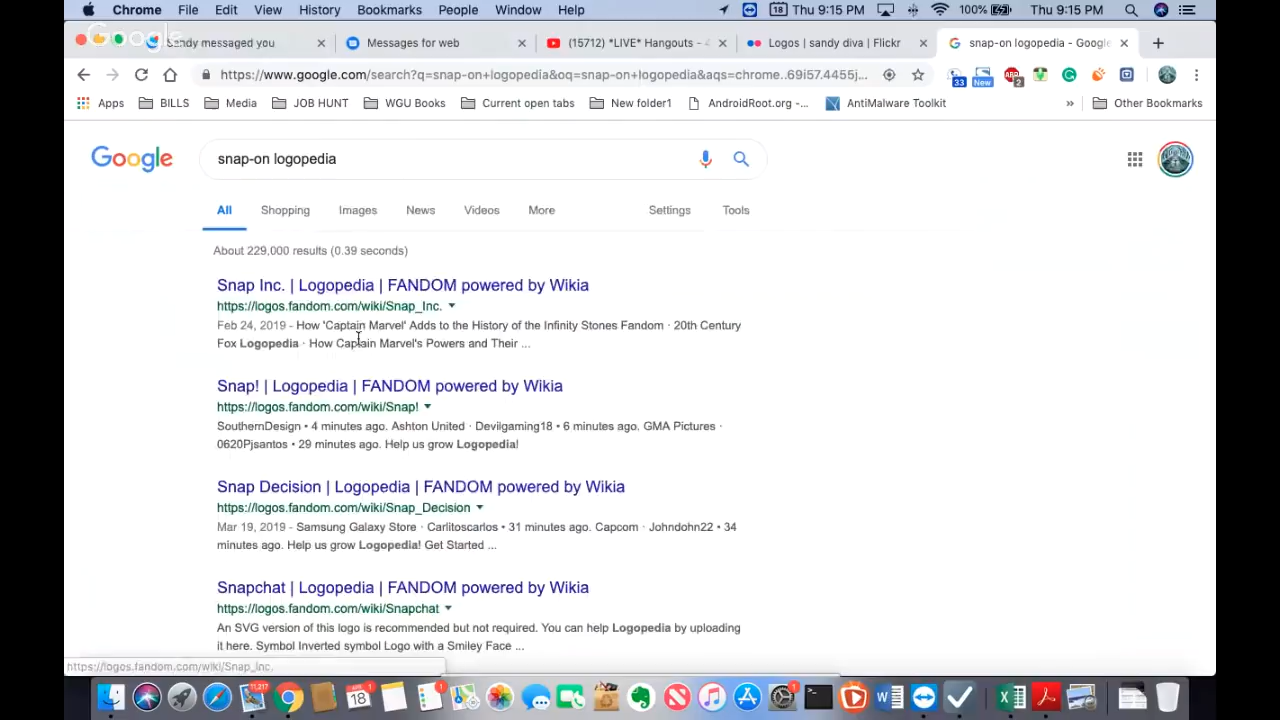 Chrome File Edit View History Bookmarks People Window Help 18 Thu 9:15 PM 100% Thu 9:15 PM
Google
Sandy messaged you × Messages for web × (15712) *LIVE* Hangouts - × Logos | sandy diva | Flickr × snap-on logopedia - Google × +
https://www.google.com/search?q=snap-on+logopedia&oq=snap-on+logopedia&aqs=chrome..69i57.4455j... 33 New ABP 2
Apps BILLS Media JOB HUNT WGU Books Current open tabs New folder1 AndroidRoot.org -... AntiMalware Toolkit » Other Bookmarks
Google snap-on logopedia
All Shopping Images News Videos More Settings Tools
About 229,000 results (0.39 seconds)
Snap Inc. | Logopedia | FANDOM powered by Wikia
https://logos.fandom.com/wiki/Snap_Inc.
Feb 24, 2019 - How 'Captain Marvel' Adds to the History of the Infinity Stones Fandom · 20th Century
Fox Logopedia · How Captain Marvel's Powers and Their ...
Snap! | Logopedia | FANDOM powered by Wikia
https://logos.fandom.com/wiki/Snap!
SouthernDesign • 4 minutes ago. Ashton United · Devilgaming18 • 6 minutes ago. GMA Pictures ·
0620Pjsantos • 29 minutes ago. Help us grow Logopedia!
Snap Decision | Logopedia | FANDOM powered by Wikia
https://logos.fandom.com/wiki/Snap_Decision
Mar 19, 2019 - Samsung Galaxy Store · Carlitoscarlos • 31 minutes ago. Capcom · Johndohn22 • 34
minutes ago. Help us grow Logopedia! Get Started ...
Snapchat | Logopedia | FANDOM powered by Wikia
https://logos.fandom.com/wiki/Snapchat
An SVG version of this logo is recommended but not required. You can help Logopedia by uploading
it here. Symbol Inverted symbol Logo with a Smiley Face ...
https://logos.fandom.com/wiki/Snap_Inc.
11,217 18 1 1 1